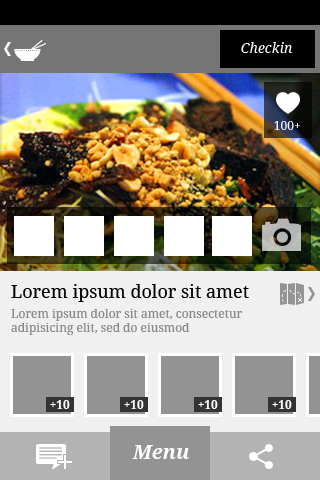 Checkin
100+
Lorem ipsum dolor sit amet
Lorem ipsum dolor sit amet, consectetur
adipisicing elit, sed do eiusmod
+10
+10
+10
+10
Menu